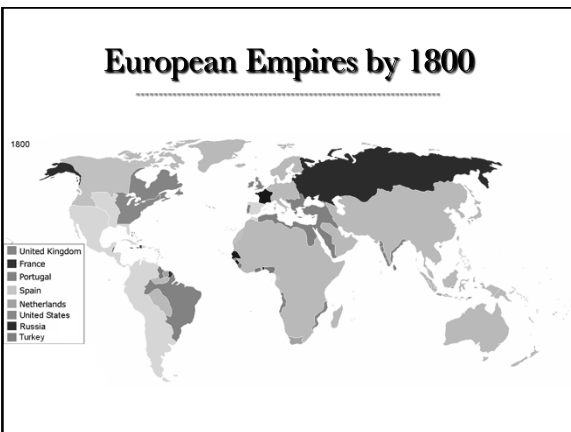 European Empires by 1800
1800
United Kingdom
France
Portugal
Spain
Netherlands
United States
Russia
Turkey